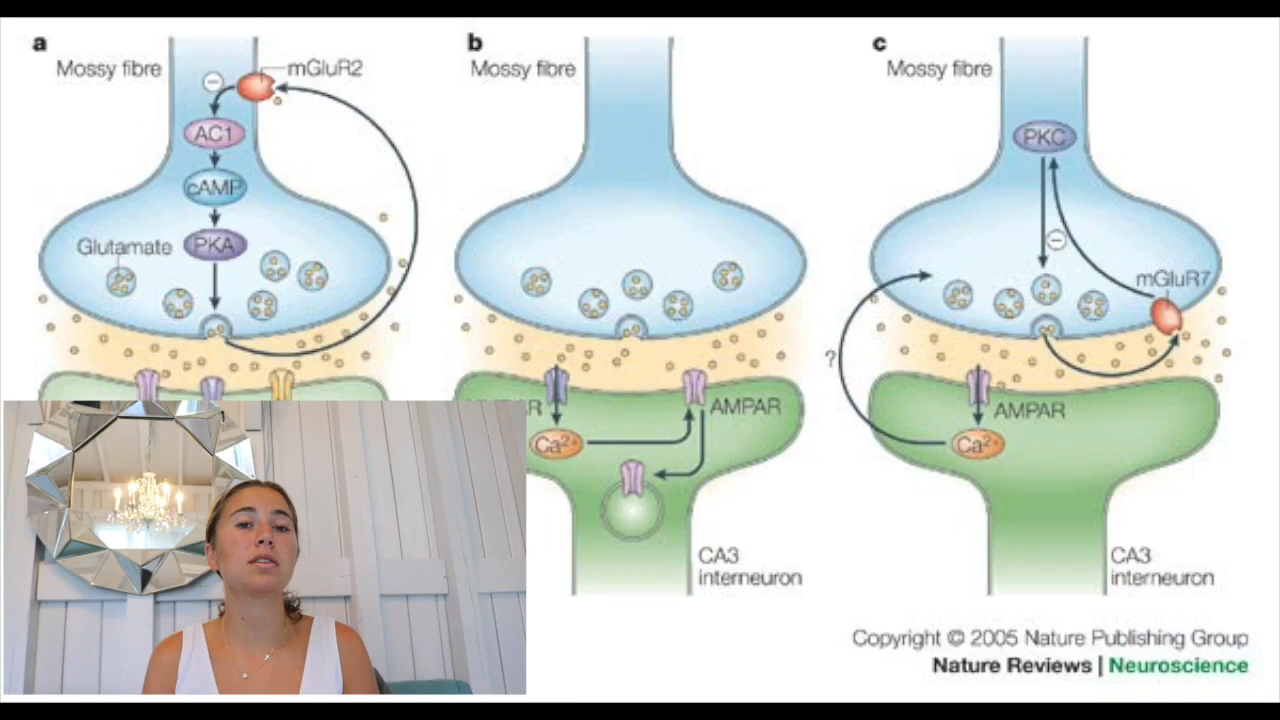 a
Mossy fibre
mGluR2
−
AC1
cAMP
PKA
Glutamate
b
Mossy fibre
R
AMPAR
Ca2+
CA3
interneuron
c
Mossy fibre
PKC
−
mGluR7
?
AMPAR
Ca2+
CA3
interneuron
Copyright © 2005 Nature Publishing Group
Nature Reviews | Neuroscience